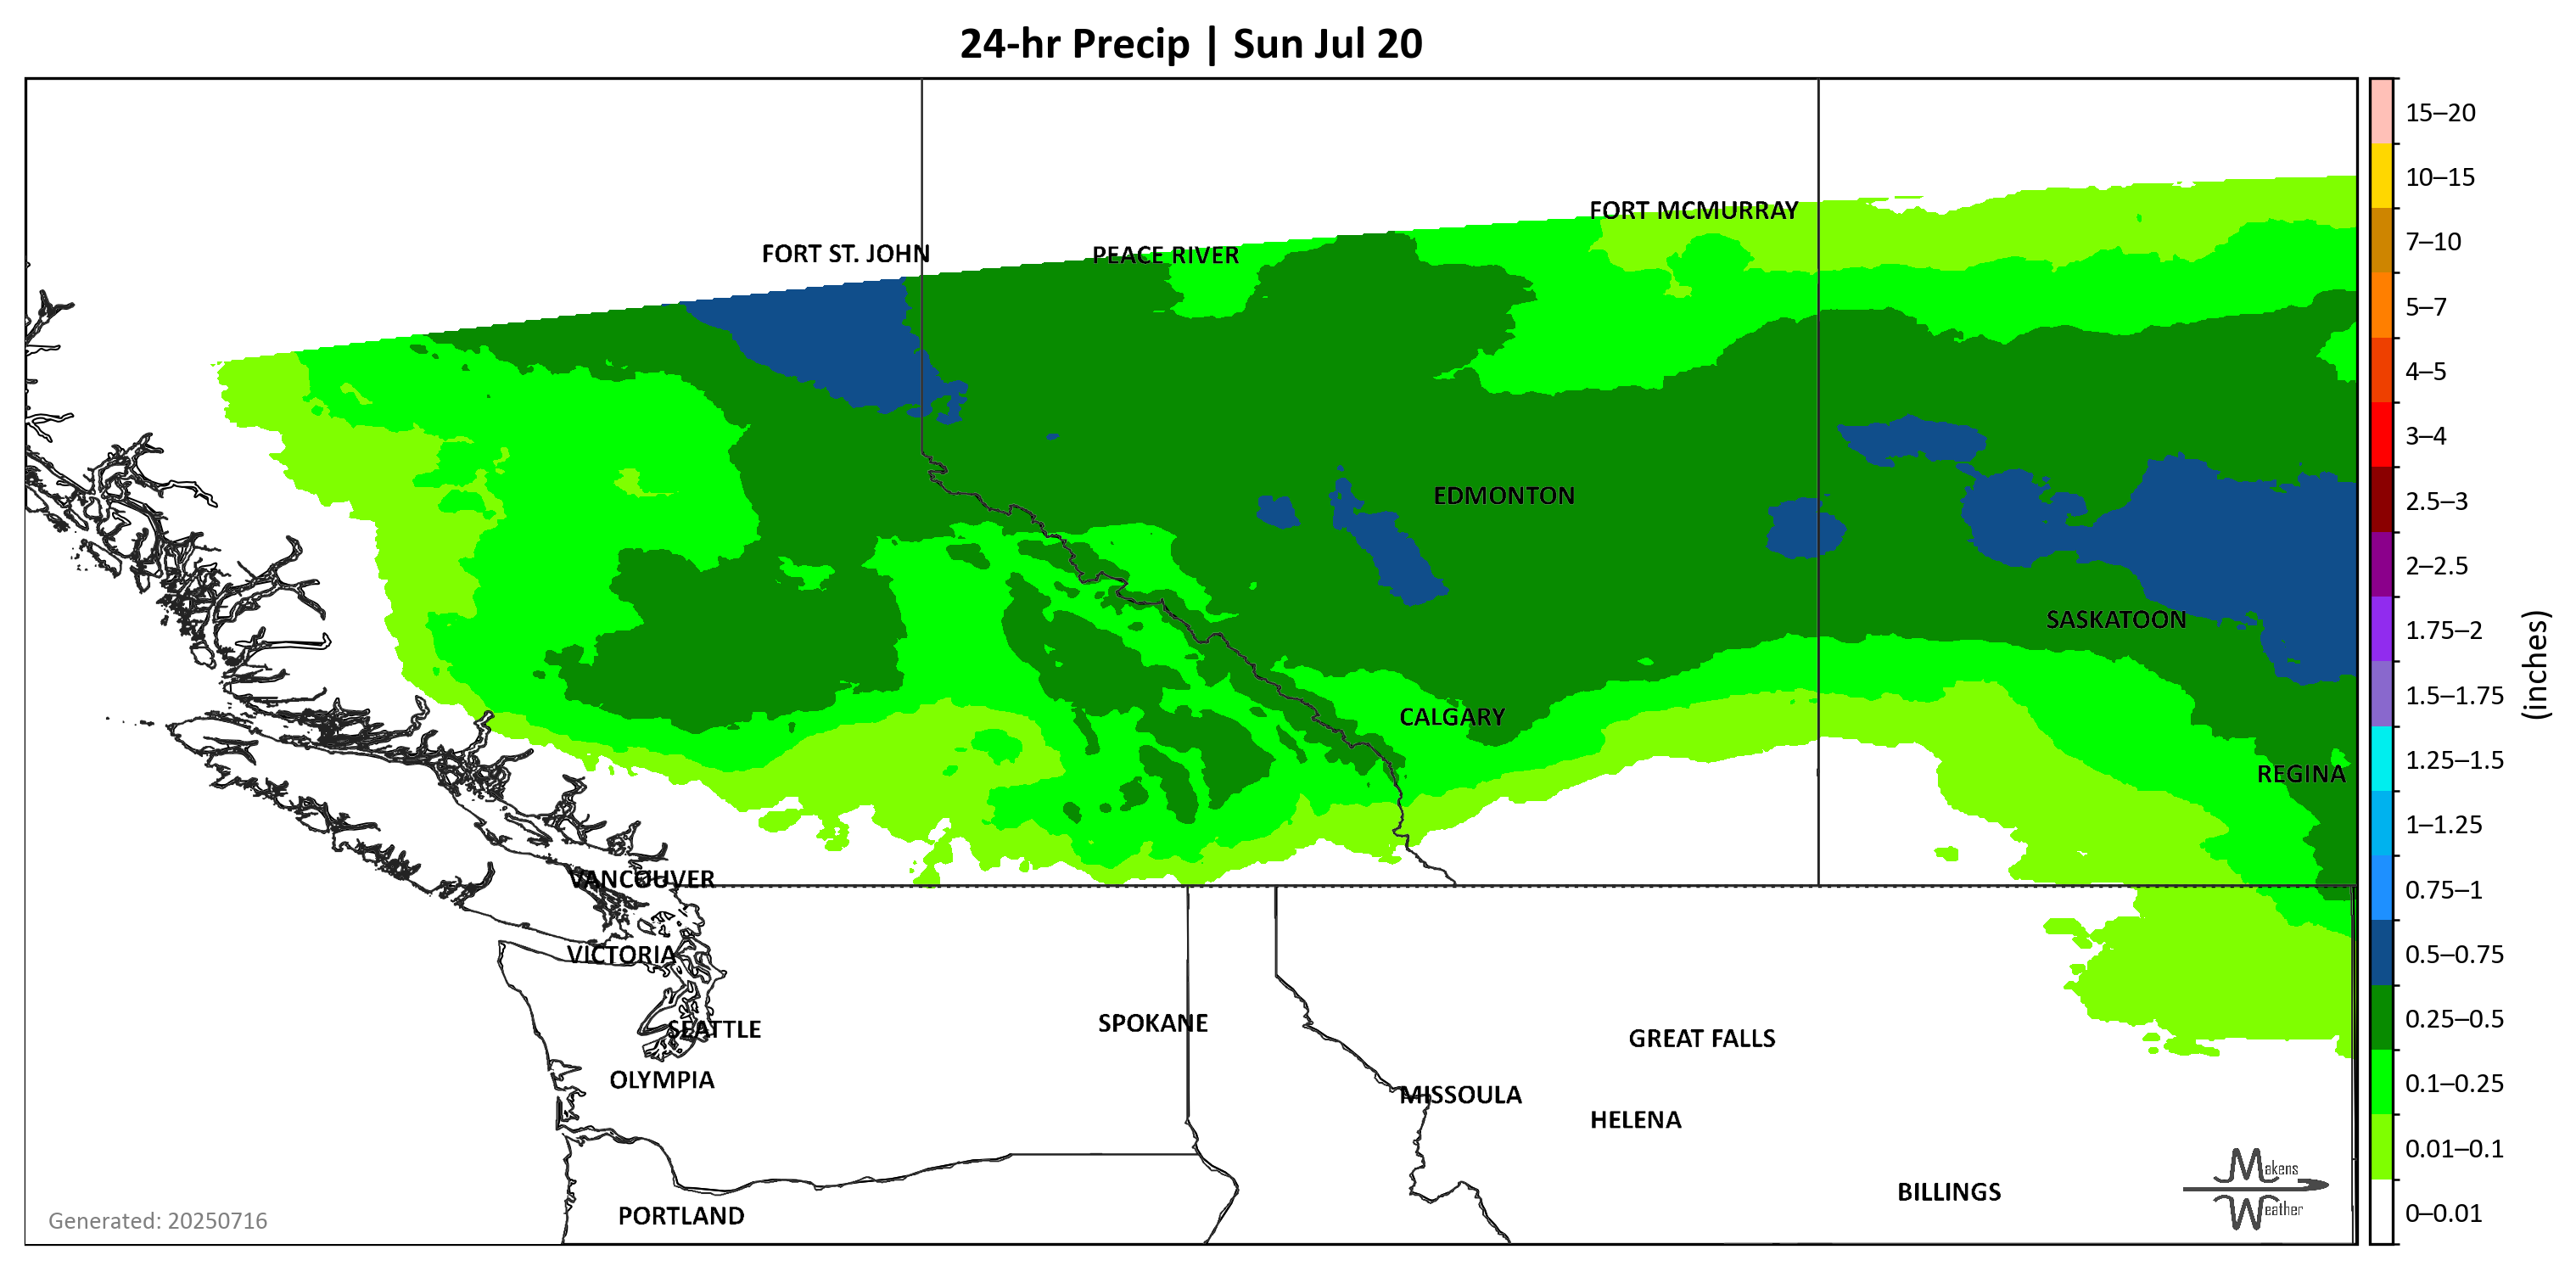 24-hr Precip | Sun Jul 20
FORT MCMURRAY
FORT ST. JOHN
PEACE RIVER
EDMONTON
SASKATOON
CALGARY
REGINA
VANCOUVER
VICTORIA
SEATTLE
SPOKANE
GREAT FALLS
OLYMPIA
MISSOULA
HELENA
BILLINGS
PORTLAND
Generated: 20250716
Makens
Weather
15–20
10–15
7–10
5–7
4–5
3–4
2.5–3
2–2.5
1.75–2
1.5–1.75
1.25–1.5
1–1.25
0.75–1
0.5–0.75
0.25–0.5
0.1–0.25
0.01–0.1
0–0.01
(inches)